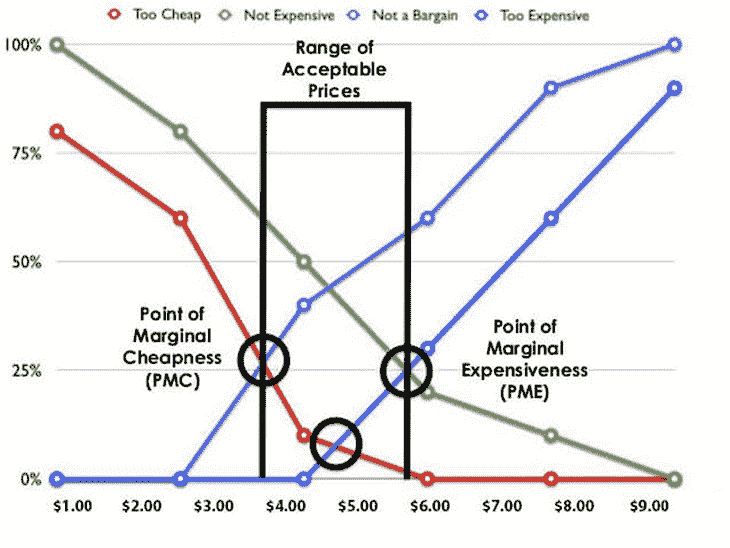 Too Cheap Not Expensive Not a Bargain Too Expensive
100%
Range of
Acceptable
Prices
75%
50%
Point of
Marginal
Cheapness
(PMC)
Point of
Marginal
Expensiveness
(PME)
25%
0%
$1.00 $2.00 $3.00 $4.00 $5.00 $6.00 $7.00 $8.00 $9.00